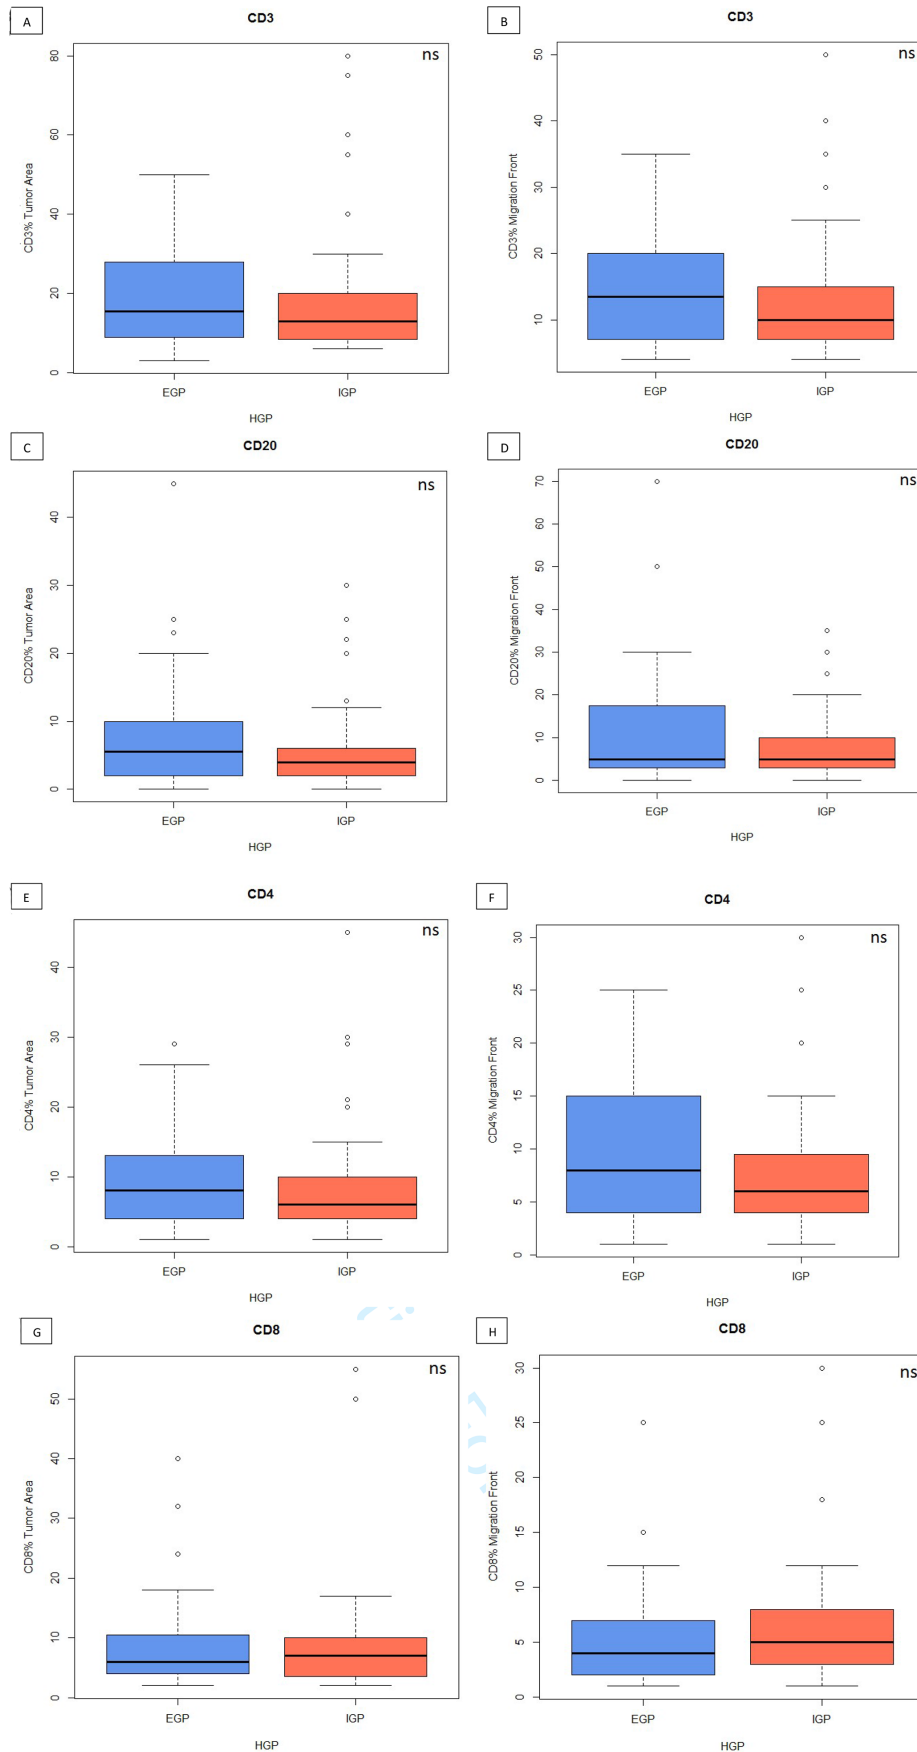 A
CD3
ns
CD3% Tumor Area
80
60
40
20
0
EGP
IGP
HGP
B
CD3
ns
CD3% Migration Front
50
40
30
20
10
EGP
IGP
HGP
C
CD20
ns
CD20% Tumor Area
40
30
20
10
0
EGP
IGP
HGP
D
CD20
ns
CD20% Migration Front
70
60
50
40
30
20
10
0
EGP
IGP
HGP
E
CD4
ns
CD4% Tumor Area
40
30
20
10
0
EGP
IGP
HGP
F
CD4
ns
CD4% Migration Front
30
25
20
15
10
5
0
EGP
IGP
HGP
G
CD8
ns
CD8% Tumor Area
50
40
30
20
10
0
EGP
IGP
HGP
H
CD8
ns
CD8% Migration Front
30
25
20
15
10
5
0
EGP
IGP
HGP